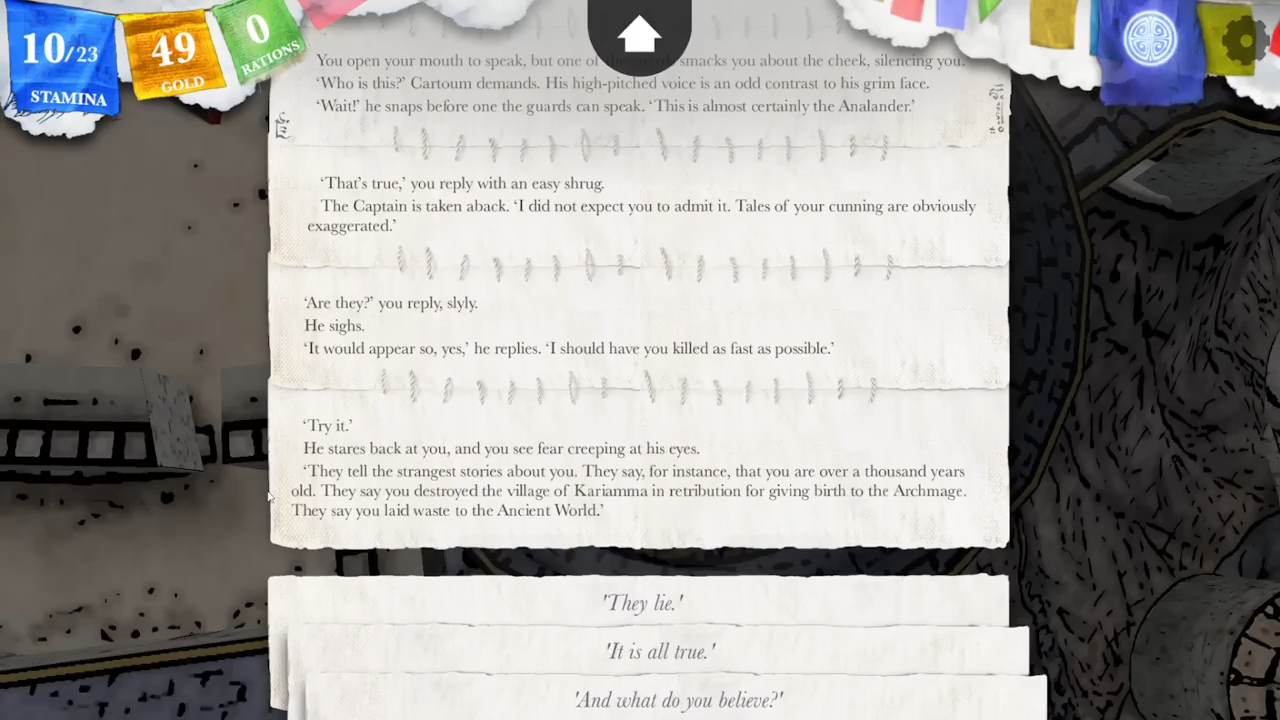 10/23
STAMINA
49
GOLD
0
RATIONS
You open your mouth to speak, but one of the guards smacks you about the cheek, silencing you.
‘Who is this?’ Cartoum demands. His high-pitched voice is an odd contrast to his grim face.
‘Wait!’ he snaps before one the guards can speak. ‘This is almost certainly the Analander.’
‘That’s true,’ you reply with an easy shrug.
The Captain is taken aback. ‘I did not expect you to admit it. Tales of your cunning are obviously
exaggerated.’
‘Are they?’ you reply, slyly.
He sighs.
‘It would appear so, yes,’ he replies. ‘I should have you killed as fast as possible.’
‘Try it.’
He stares back at you, and you see fear creeping at his eyes.
‘They tell the strangest stories about you. They say, for instance, that you are over a thousand years
old. They say you destroyed the village of Kariamma in retribution for giving birth to the Archmage.
They say you laid waste to the Ancient World.’
'They lie.'
'It is all true.'
'And what do you believe?'